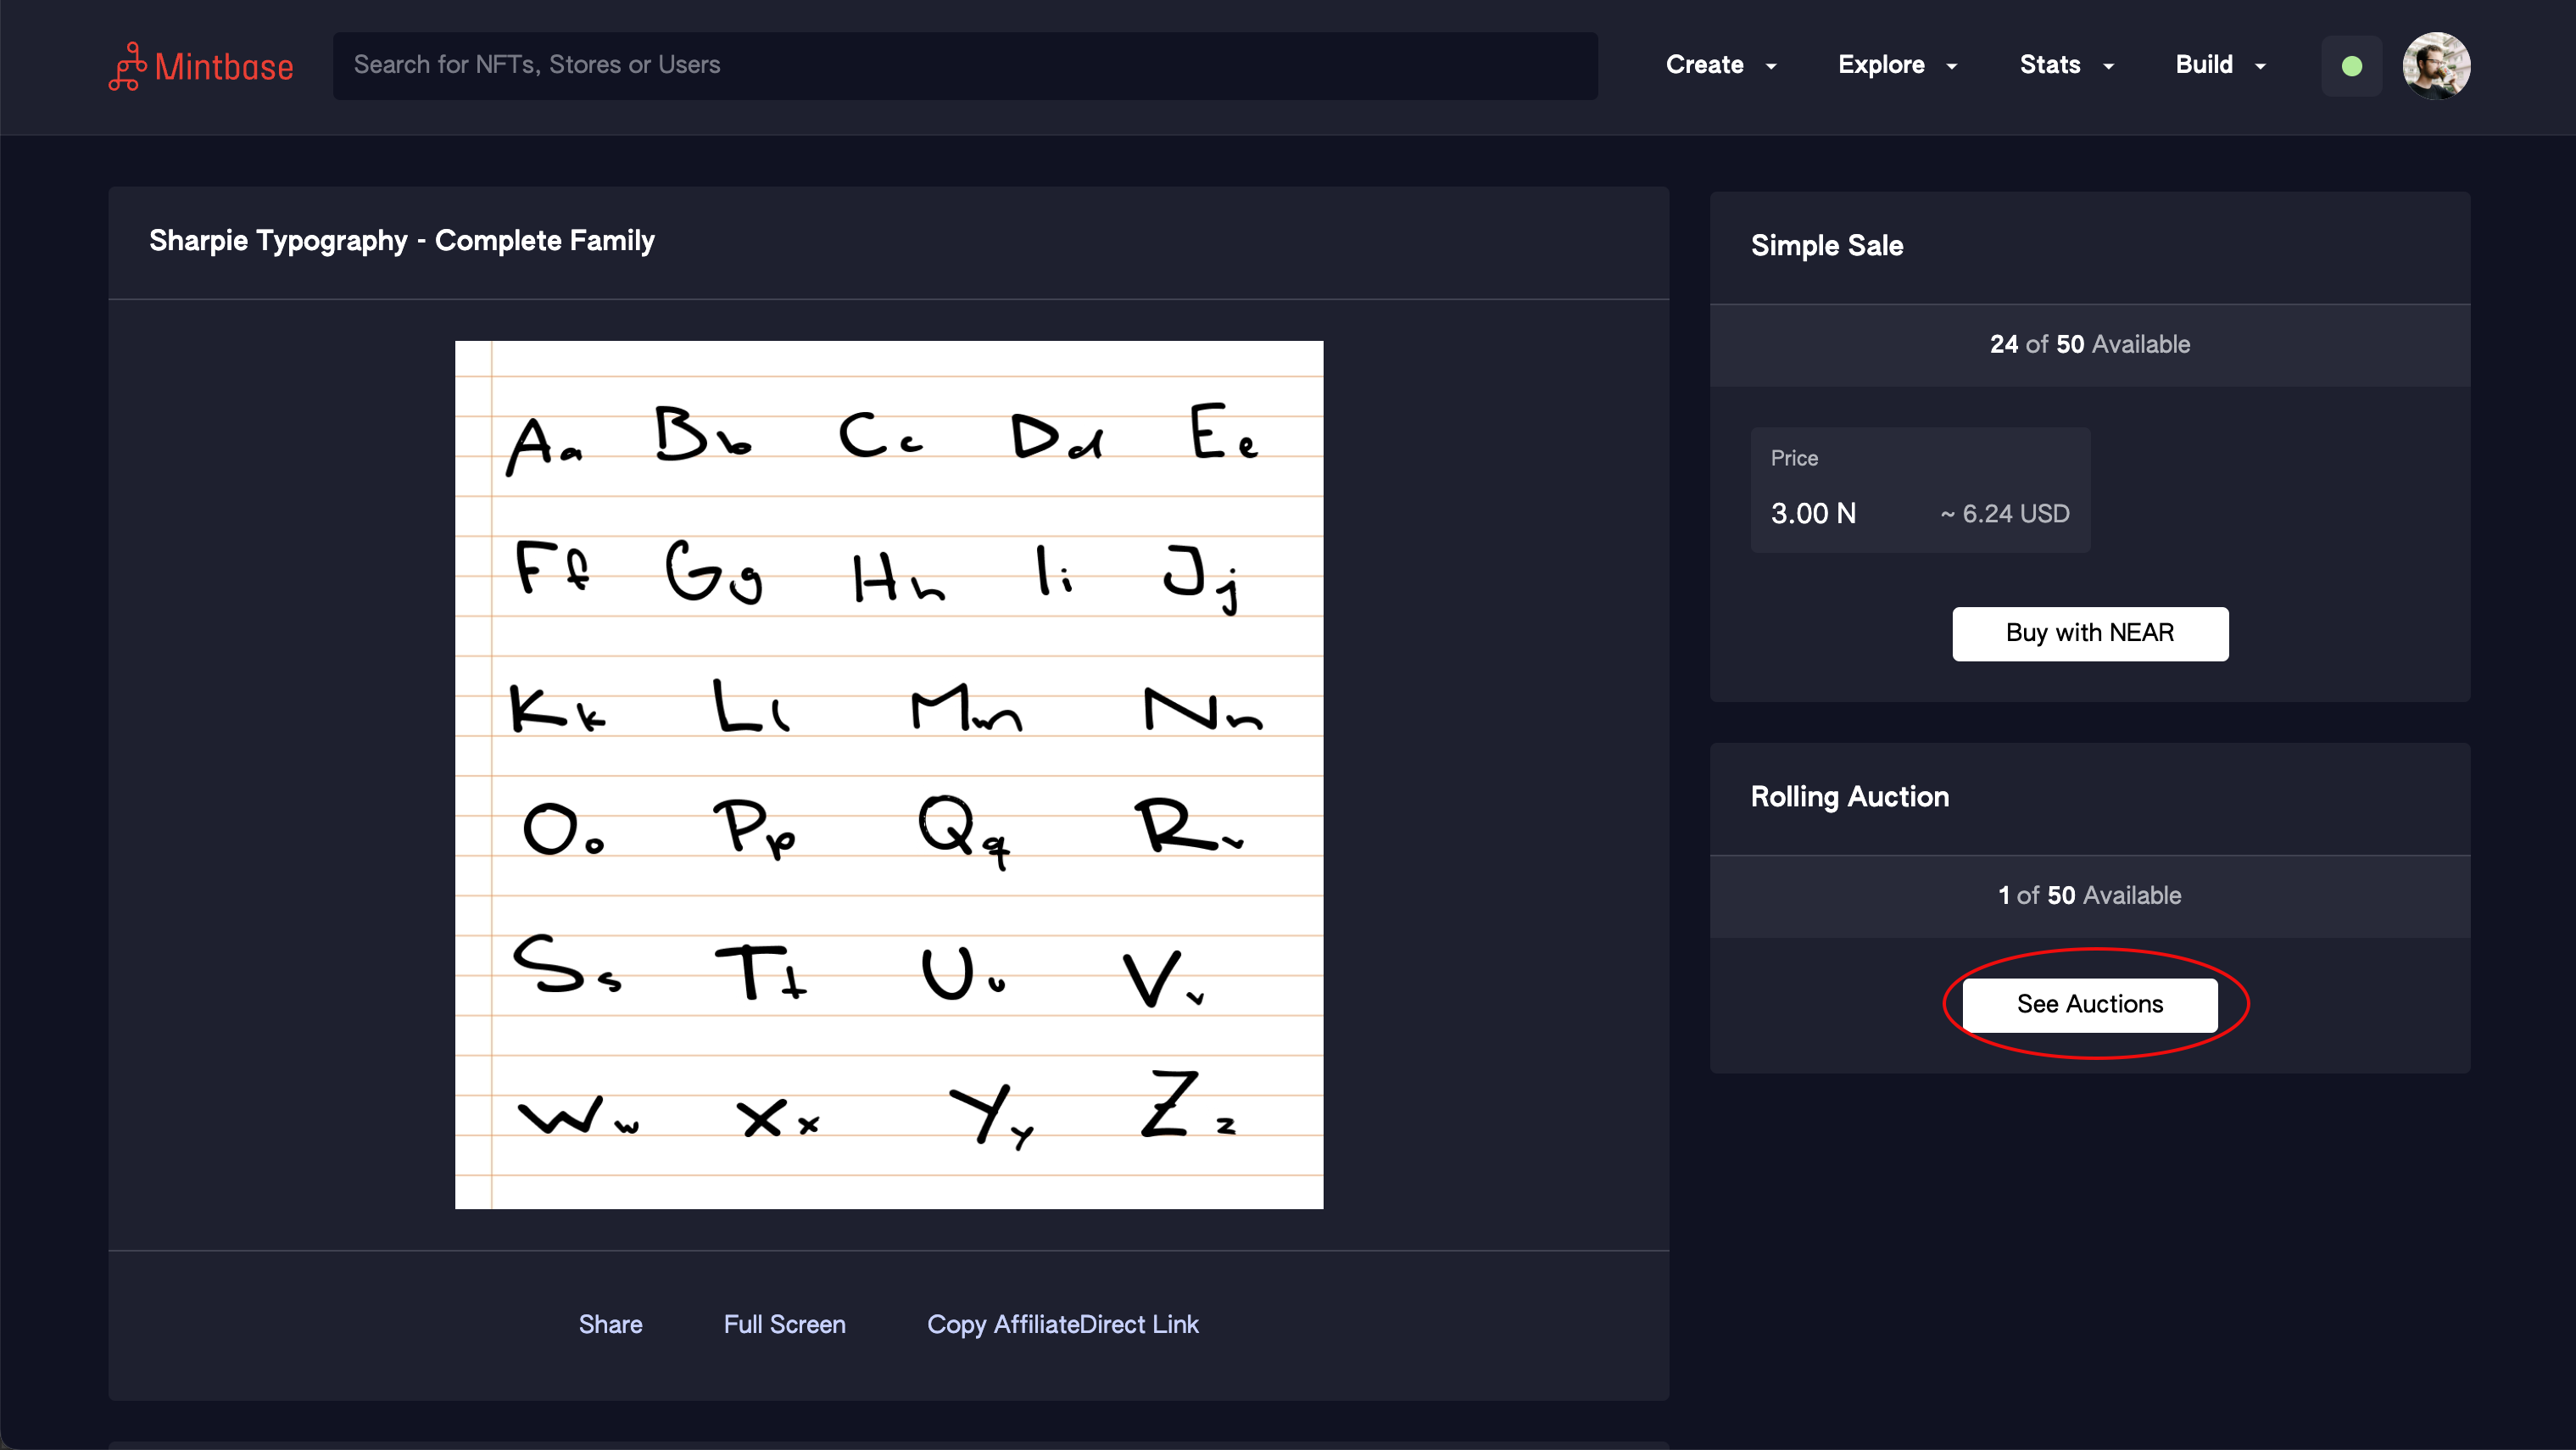 Mintbase
Search for NFTs, Stores or Users
Create
Explore
Stats
Build
Sharpie Typography - Complete Family
Aa Bb Cc Dd Ee
Ff Gg Hh Ii Jj
Kk Ll Mm Nn
Oo Pp Qq Rr
Ss Tt Uu Vv
Ww Xx Yy Zz
Share
Full Screen
Copy AffiliateDirect Link
Simple Sale
24 of 50 Available
Price
3.00 N ~ 6.24 USD
Buy with NEAR
Rolling Auction
1 of 50 Available
See Auctions